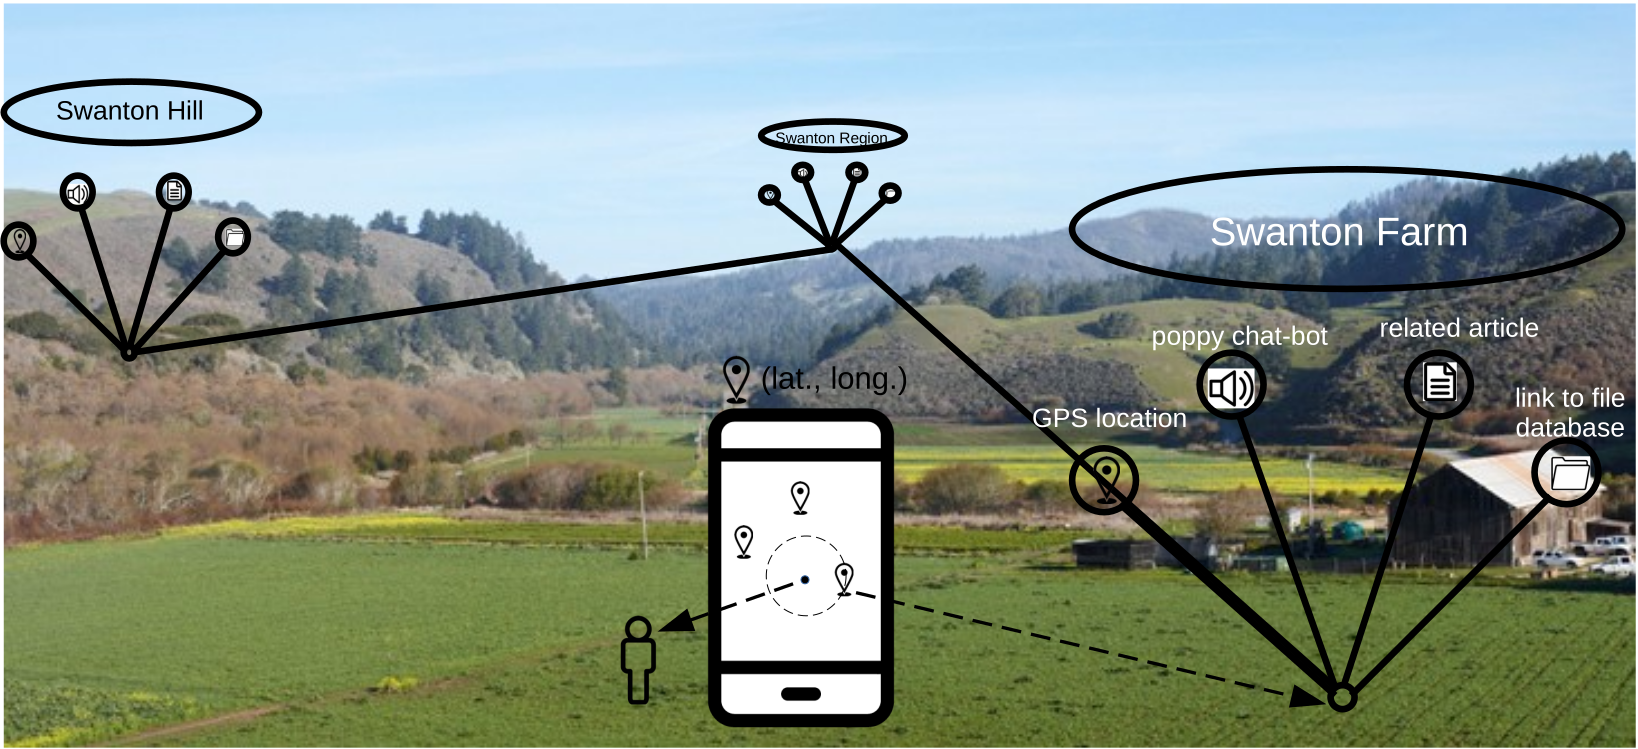 Swanton Hill
Swanton Region
Swanton Farm
poppy chat-bot
related article
link to file
database
GPS location
(lat., long.)